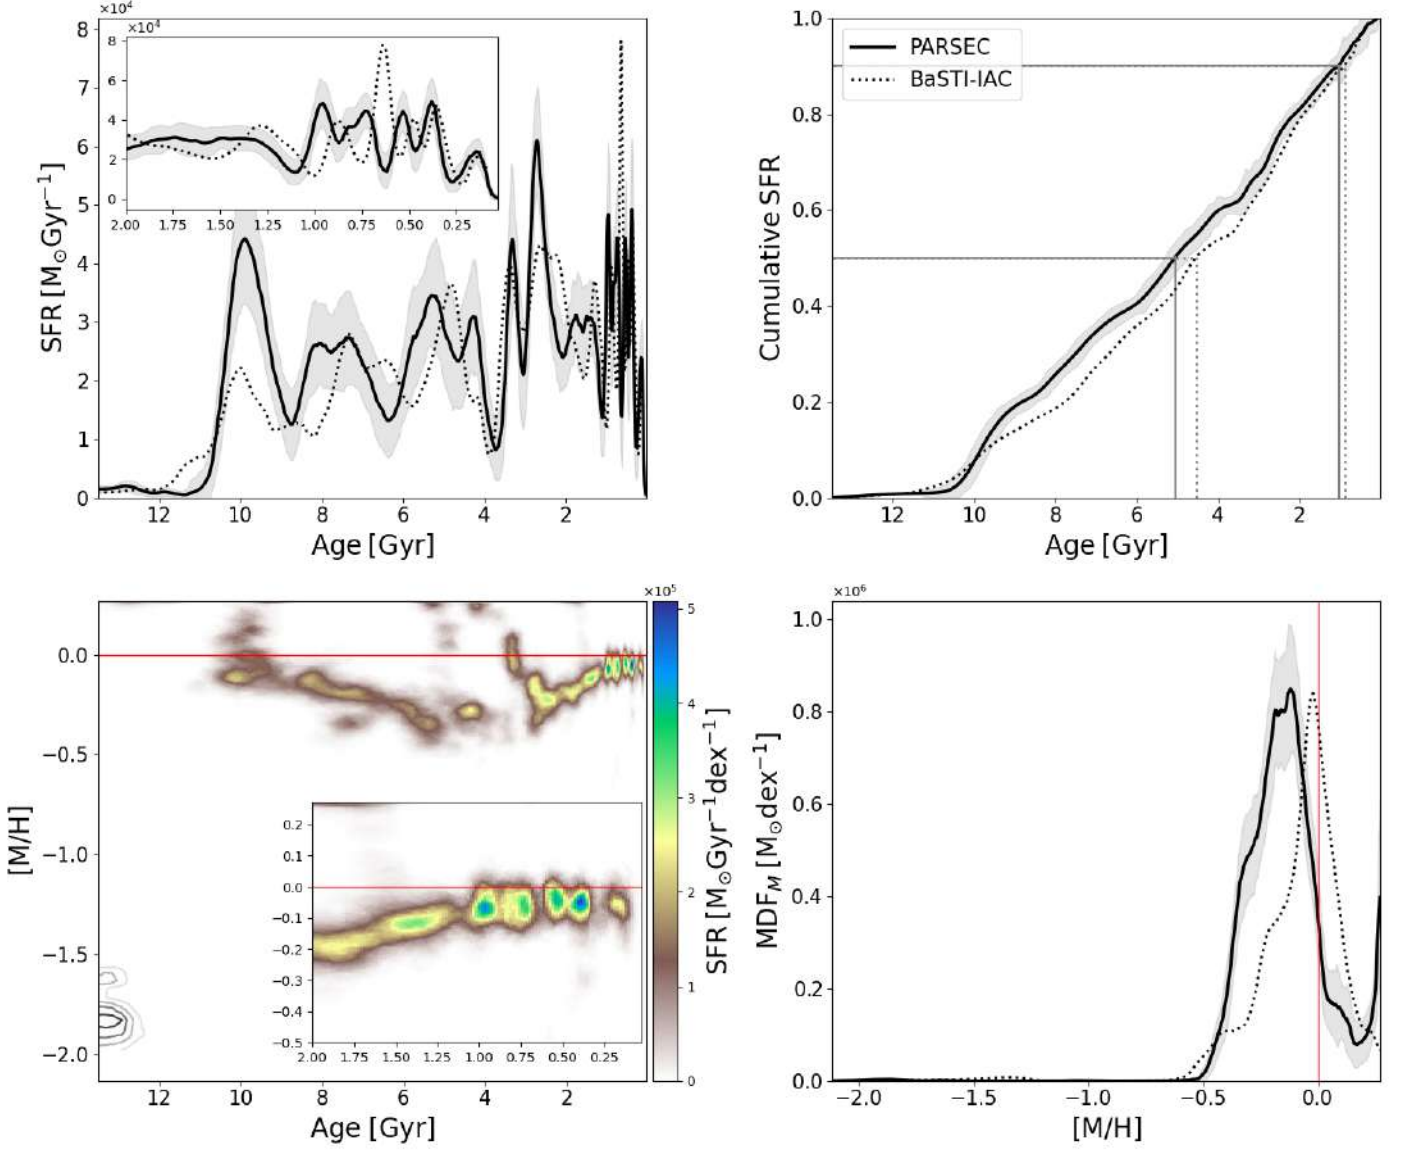 ×10⁴
8
7
6
5
4
3
2
1
0
SFR [M⊙Gyr⁻¹]
×10⁴
8
6
4
2
0
2.00 1.75 1.50 1.25 1.00 0.75 0.50 0.25
12 10 8 6 4 2
Age [Gyr]
1.0
0.8
0.6
0.4
0.2
0.0
Cumulative SFR
PARSEC
BaSTI-IAC
12 10 8 6 4 2
Age [Gyr]
0.0
−0.5
−1.0
−1.5
−2.0
[M/H]
0.2
0.1
0.0
−0.1
−0.2
−0.3
−0.4
−0.5
2.00 1.75 1.50 1.25 1.00 0.75 0.50 0.25
12 10 8 6 4 2
Age [Gyr]
×10⁵
5
4
3
2
1
0
SFR [M⊙Gyr⁻¹dex⁻¹]
×10⁶
1.0
0.8
0.6
0.4
0.2
0.0
MDF_M [M⊙dex⁻¹]
−2.0 −1.5 −1.0 −0.5 0.0
[M/H]